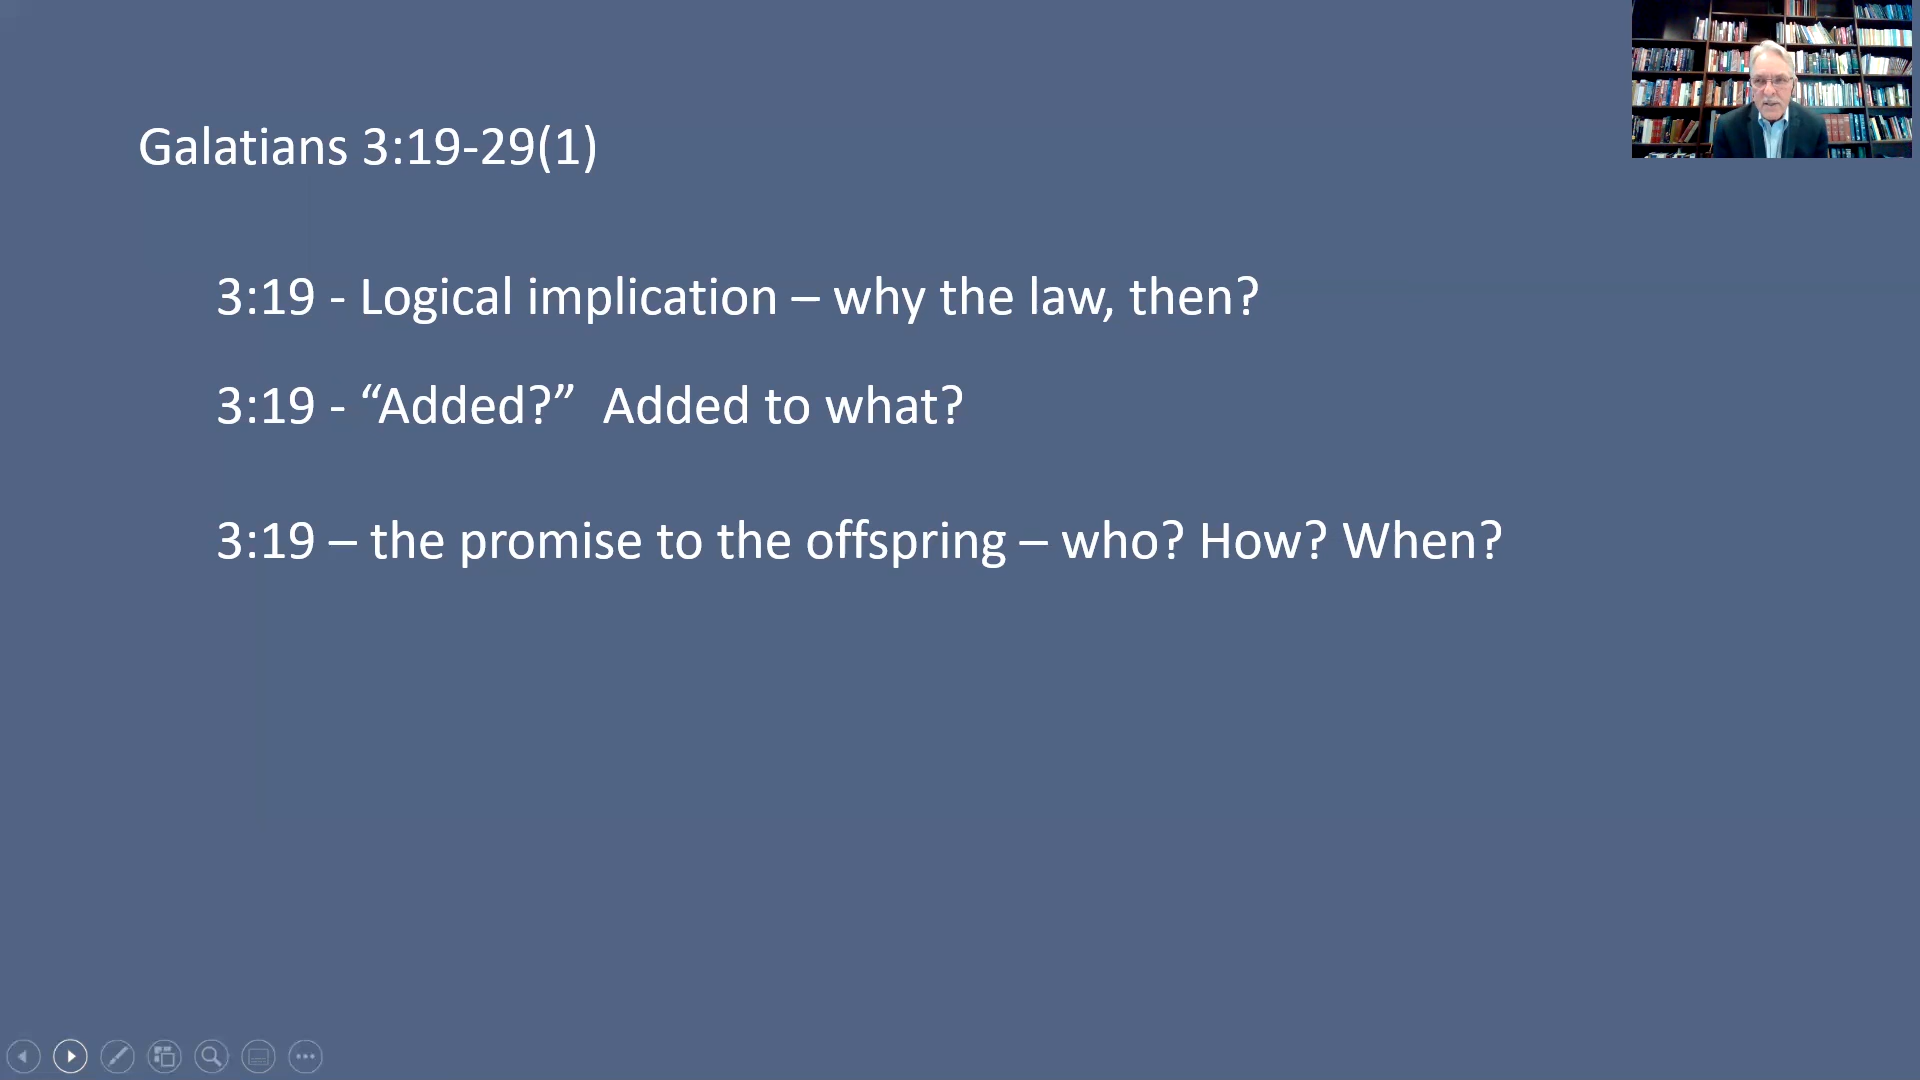 Galatians 3:19-29(1)
3:19 - Logical implication – why the law, then?
3:19 - “Added?”  Added to what?
3:19 – the promise to the offspring – who? How? When?